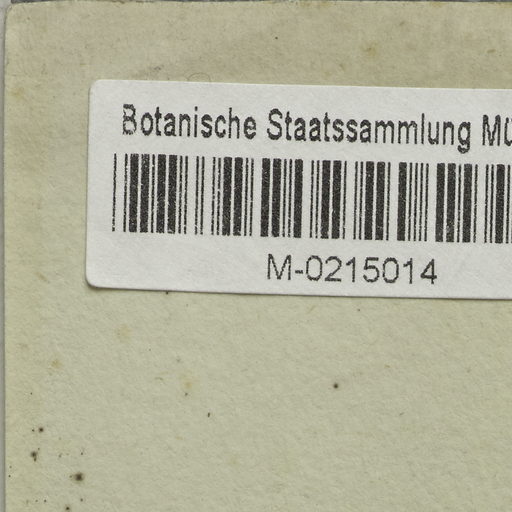 Botanische Staatssammlung Mü
M-0215014